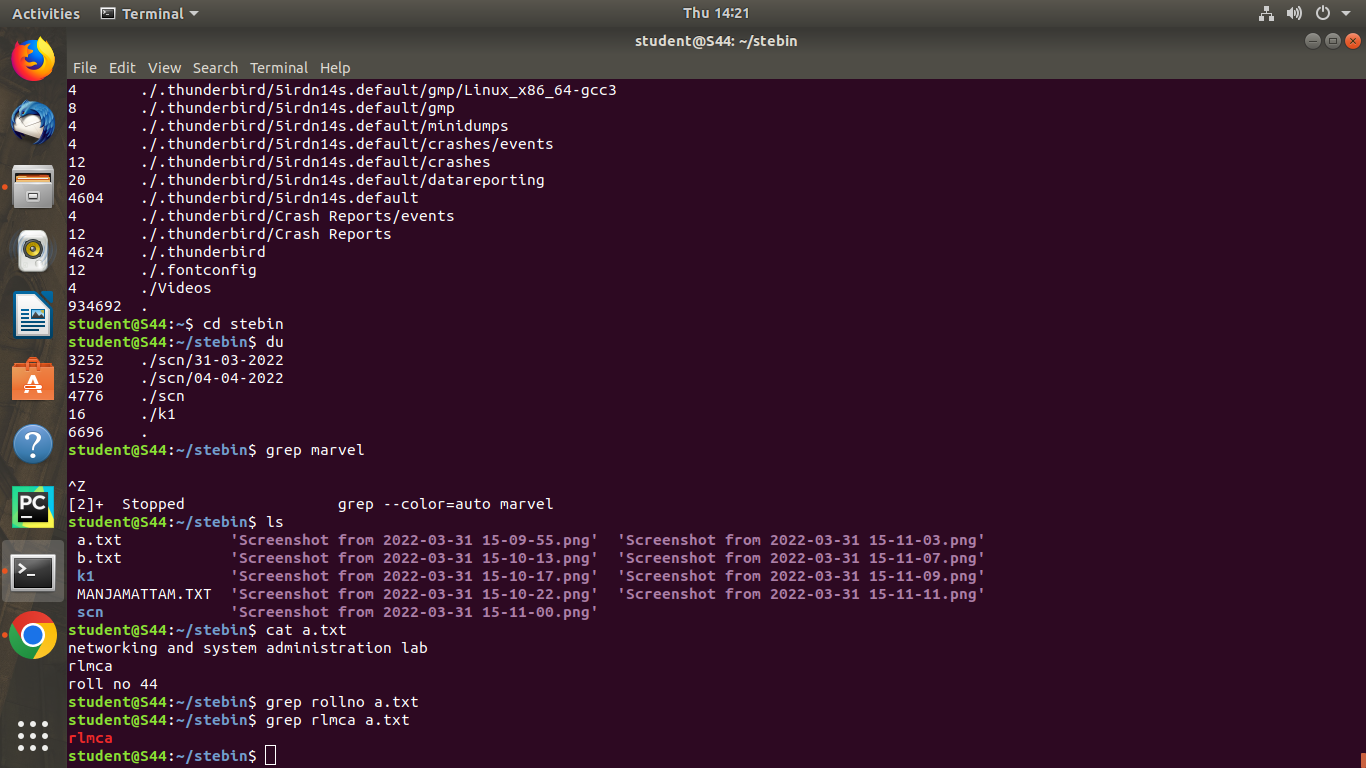 Activities Terminal Thu 14:21
student@S44: ~/stebin
File Edit View Search Terminal Help
4 ./.thunderbird/5irdn14s.default/gmp/Linux_x86_64-gcc3
8 ./.thunderbird/5irdn14s.default/gmp
4 ./.thunderbird/5irdn14s.default/minidumps
4 ./.thunderbird/5irdn14s.default/crashes/events
12 ./.thunderbird/5irdn14s.default/crashes
20 ./.thunderbird/5irdn14s.default/datareporting
4604 ./.thunderbird/5irdn14s.default
4 ./.thunderbird/Crash Reports/events
12 ./.thunderbird/Crash Reports
4624 ./.thunderbird
12 ./.fontconfig
4 ./Videos
934692 .
student@S44:~$ cd stebin
student@S44:~/stebin$ du
3252 ./scn/31-03-2022
1520 ./scn/04-04-2022
4776 ./scn
16 ./k1
6696 .
student@S44:~/stebin$ grep marvel
^Z
[2]+ Stopped grep --color=auto marvel
student@S44:~/stebin$ ls
a.txt 'Screenshot from 2022-03-31 15-09-55.png' 'Screenshot from 2022-03-31 15-11-03.png'
b.txt 'Screenshot from 2022-03-31 15-10-13.png' 'Screenshot from 2022-03-31 15-11-07.png'
k1 'Screenshot from 2022-03-31 15-10-17.png' 'Screenshot from 2022-03-31 15-11-09.png'
MANJAMATTAM.TXT 'Screenshot from 2022-03-31 15-10-22.png' 'Screenshot from 2022-03-31 15-11-11.png'
scn 'Screenshot from 2022-03-31 15-11-00.png'
student@S44:~/stebin$ cat a.txt
networking and system administration lab
rlmca
roll no 44
student@S44:~/stebin$ grep rollno a.txt
student@S44:~/stebin$ grep rlmca a.txt
rlmca
student@S44:~/stebin$
PC